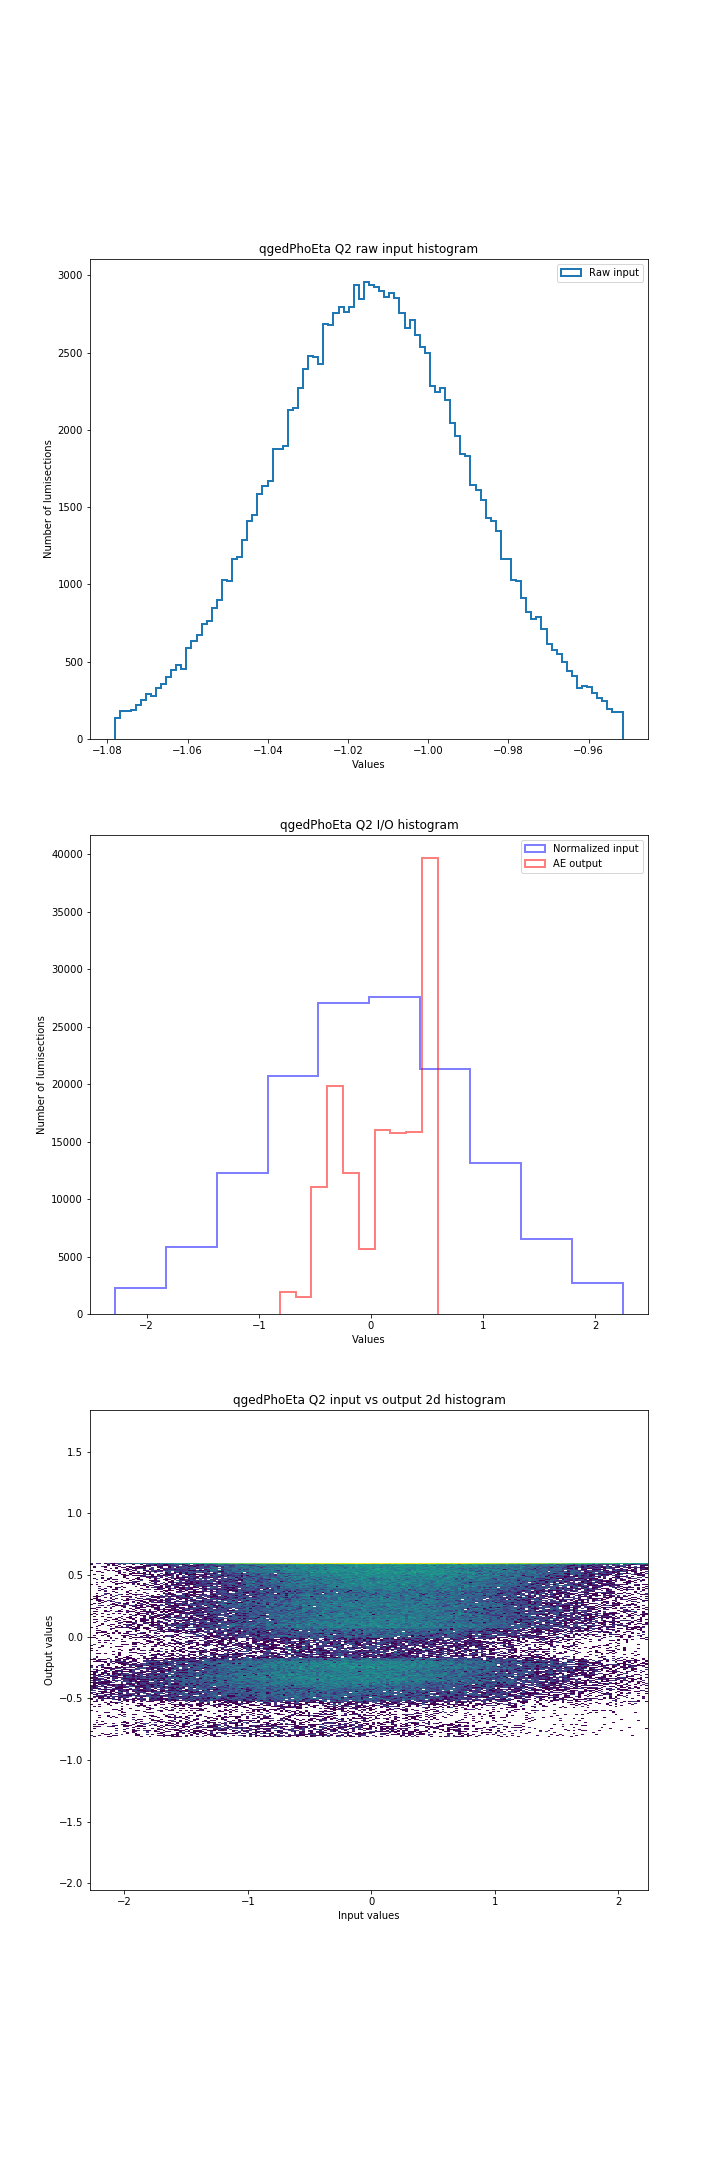 qgedPhoEta Q2 raw input histogram
Raw input
3000
2500
2000
1500
1000
500
0
Number of lumisections
−1.08 −1.06 −1.04 −1.02 −1.00 −0.98 −0.96
Values
qgedPhoEta Q2 I/O histogram
Normalized input
AE output
40000
35000
30000
25000
20000
15000
10000
5000
0
Number of lumisections
−2 −1 0 1 2
Values
qgedPhoEta Q2 input vs output 2d histogram
1.5
1.0
0.5
0.0
−0.5
−1.0
−1.5
−2.0
Output values
−2 −1 0 1 2
Input values